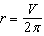 r = V / 2π